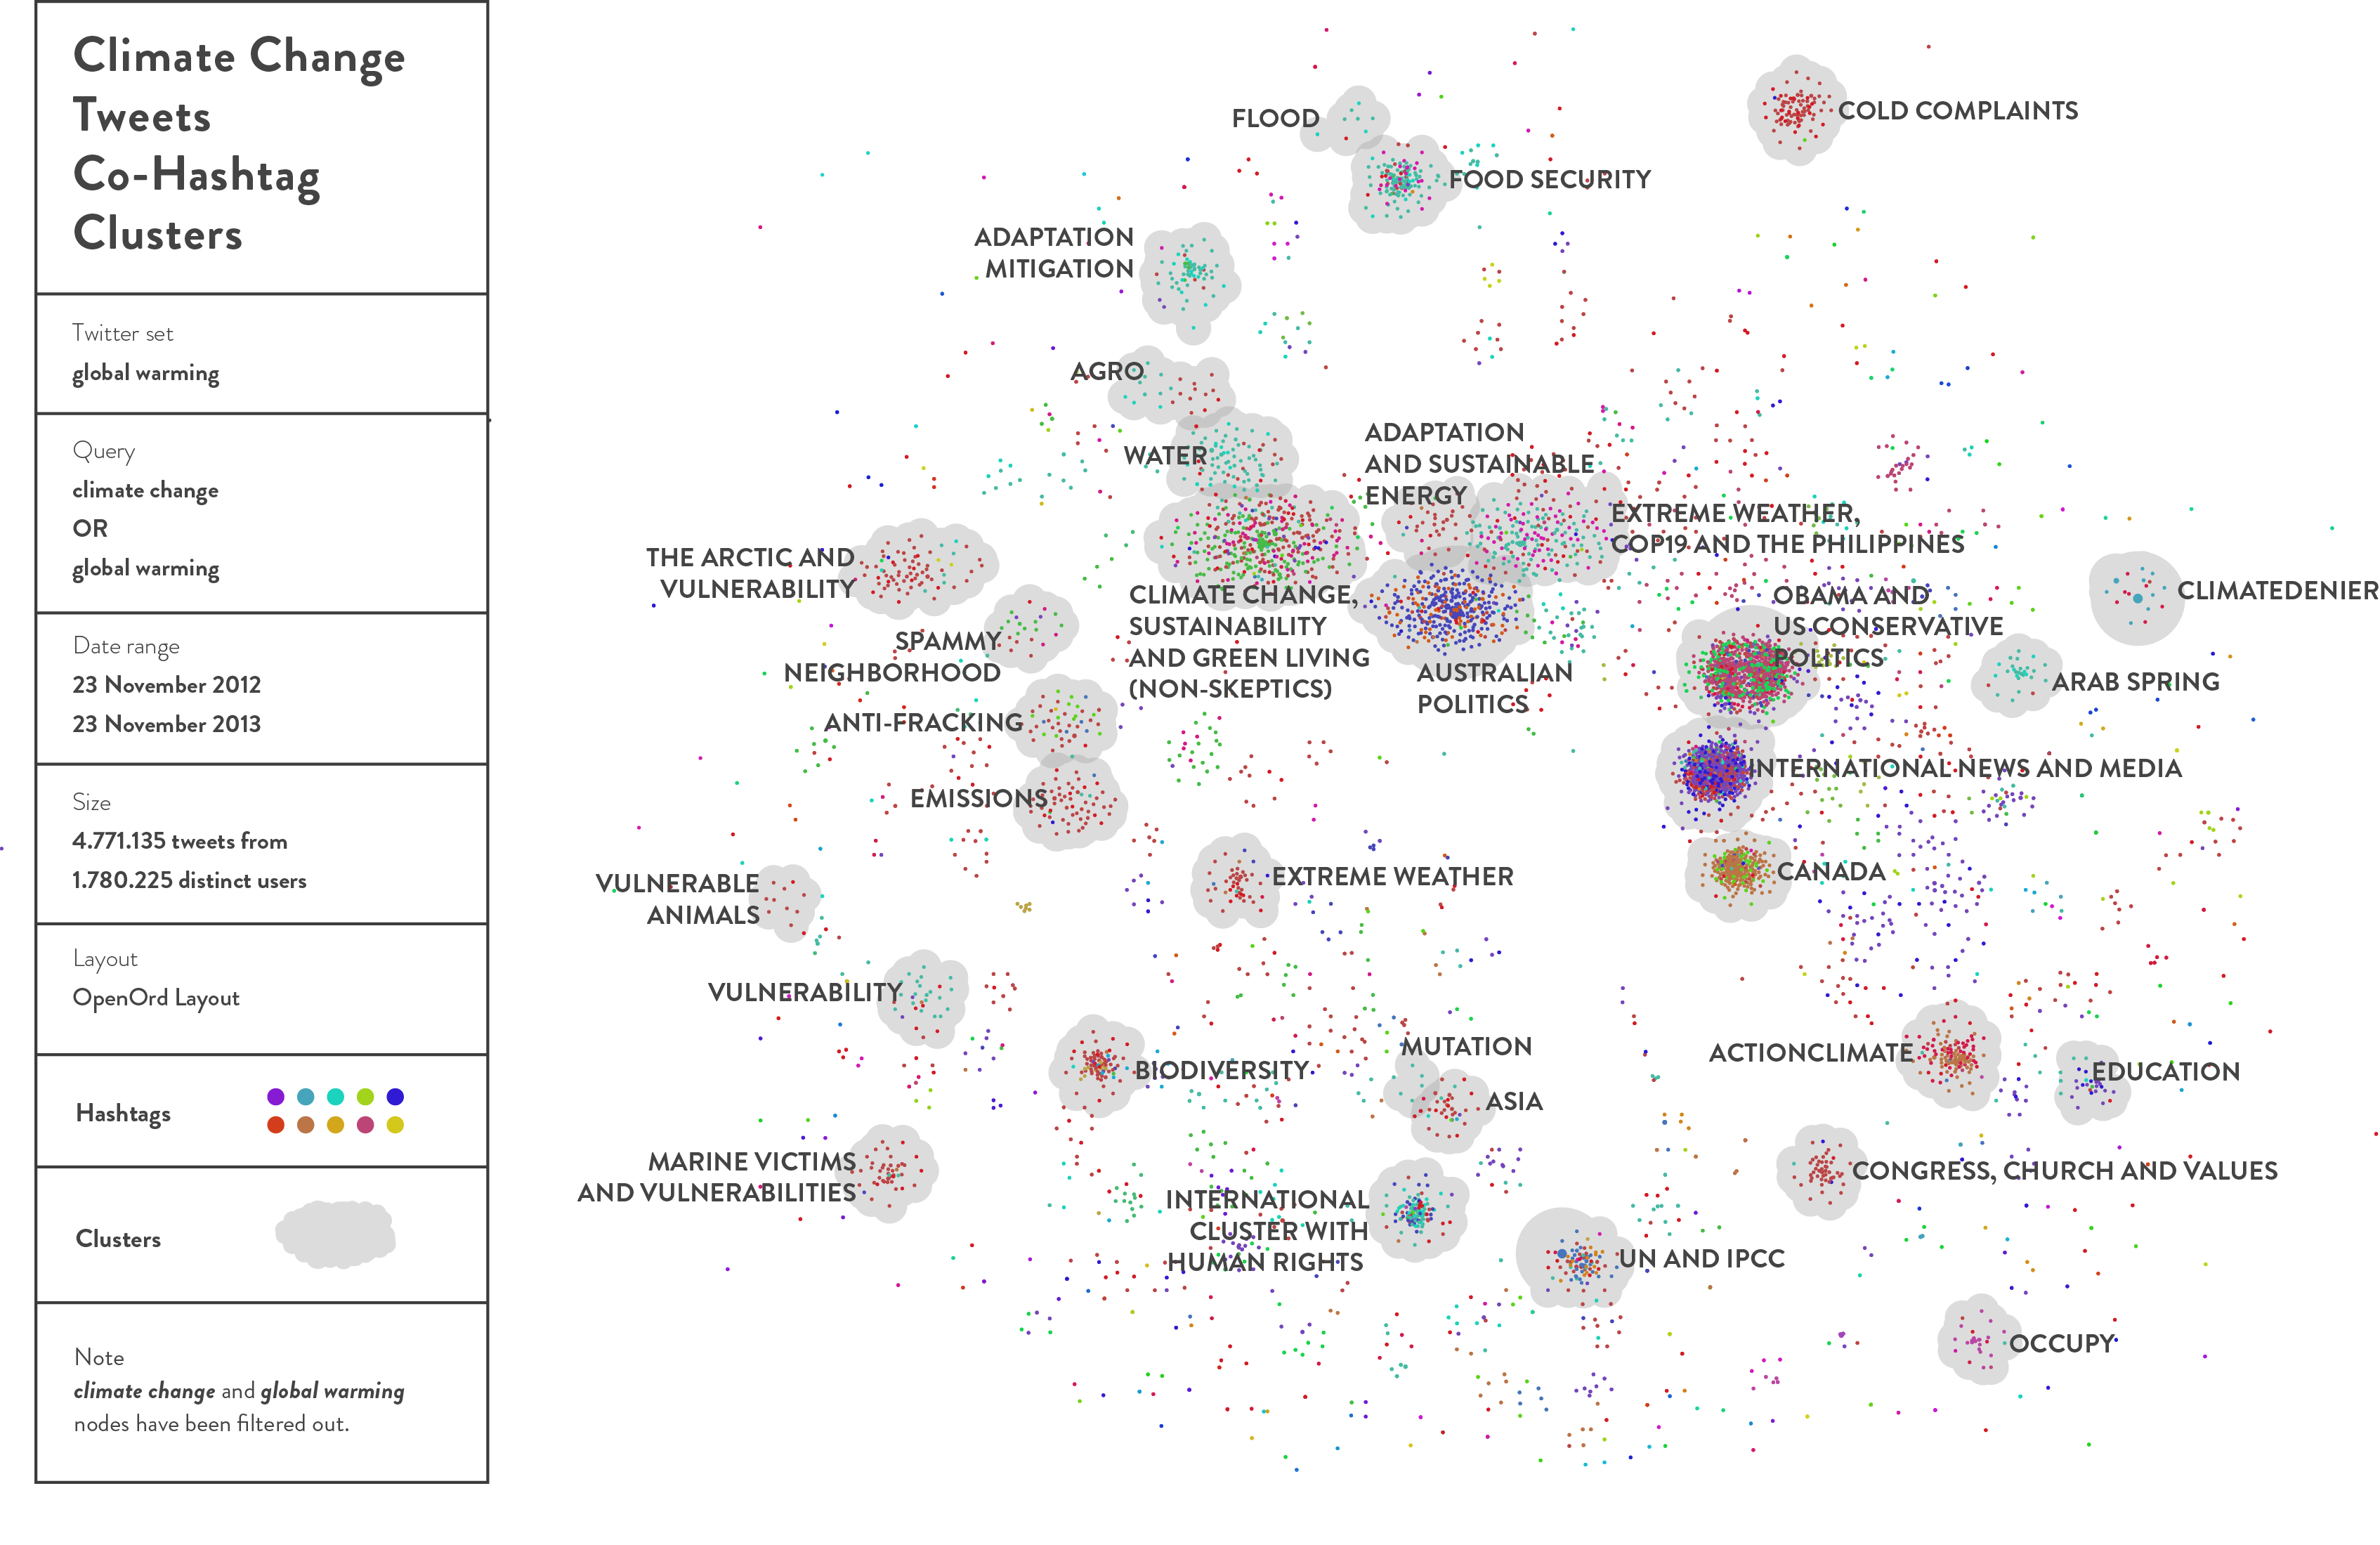 Climate Change
Tweets
Co-Hashtag
Clusters
Twitter set
global warming
Query
climate change
OR
global warming
Date range
23 November 2012
23 November 2013
Size
4.771.135 tweets from
1.780.225 distinct users
Layout
OpenOrd Layout
Hashtags
Clusters
Note
climate change and global warming
nodes have been filtered out.
COLD COMPLAINTS
FLOOD
FOOD SECURITY
ADAPTATION
MITIGATION
AGRO
WATER
ADAPTATION
AND SUSTAINABLE
ENERGY
EXTREME WEATHER,
COP19 AND THE PHILIPPINES
THE ARCTIC AND
VULNERABILITY
CLIMATE CHANGE,
SUSTAINABILITY
AND GREEN LIVING
(NON-SKEPTICS)
OBAMA AND
US CONSERVATIVE
POLITICS
CLIMATEDENIER
SPAMMY
NEIGHBORHOOD
AUSTRALIAN
POLITICS
ARAB SPRING
ANTI-FRACKING
INTERNATIONAL NEWS AND MEDIA
EMISSIONS
EXTREME WEATHER
CANADA
VULNERABLE
ANIMALS
VULNERABILITY
MUTATION
ACTIONCLIMATE
BIODIVERSITY
EDUCATION
ASIA
MARINE VICTIMS
AND VULNERABILITIES
CONGRESS, CHURCH AND VALUES
INTERNATIONAL
CLUSTER WITH
HUMAN RIGHTS
UN AND IPCC
OCCUPY